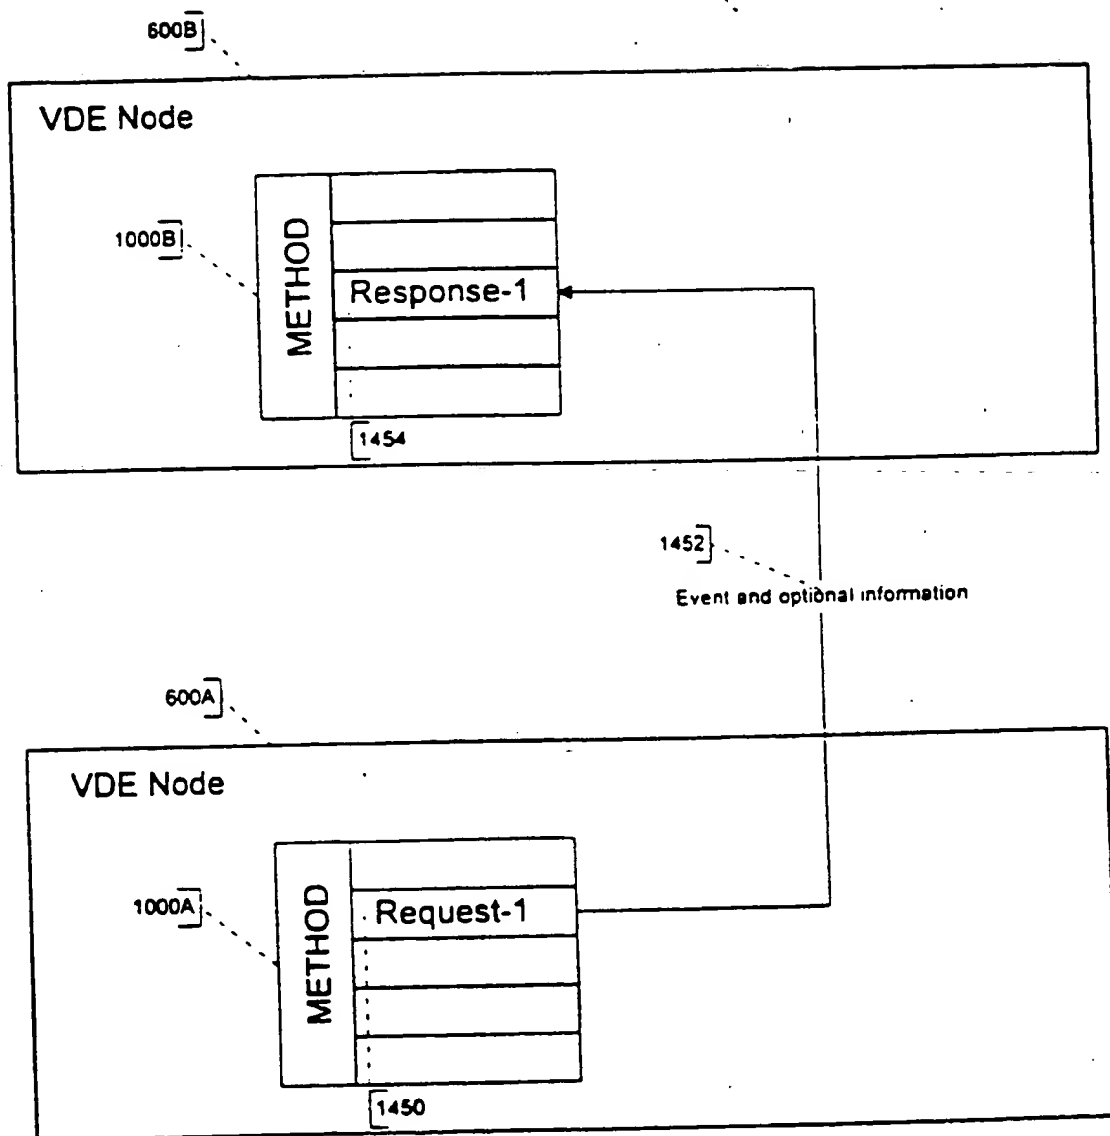 600B
VDE Node
1000B
METHOD
Response-1
1454
1452
Event and optional information
600A
VDE Node
1000A
METHOD
Request-1
1450